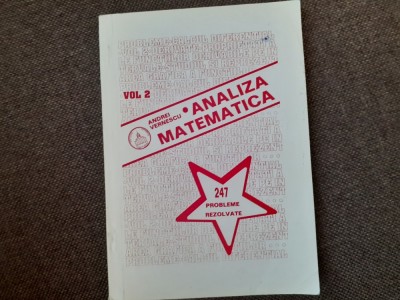 VOL 2
ANDREI
VERNESCU
• ANALIZA
MATEMATICA
247
PROBLEME
REZOLVATE